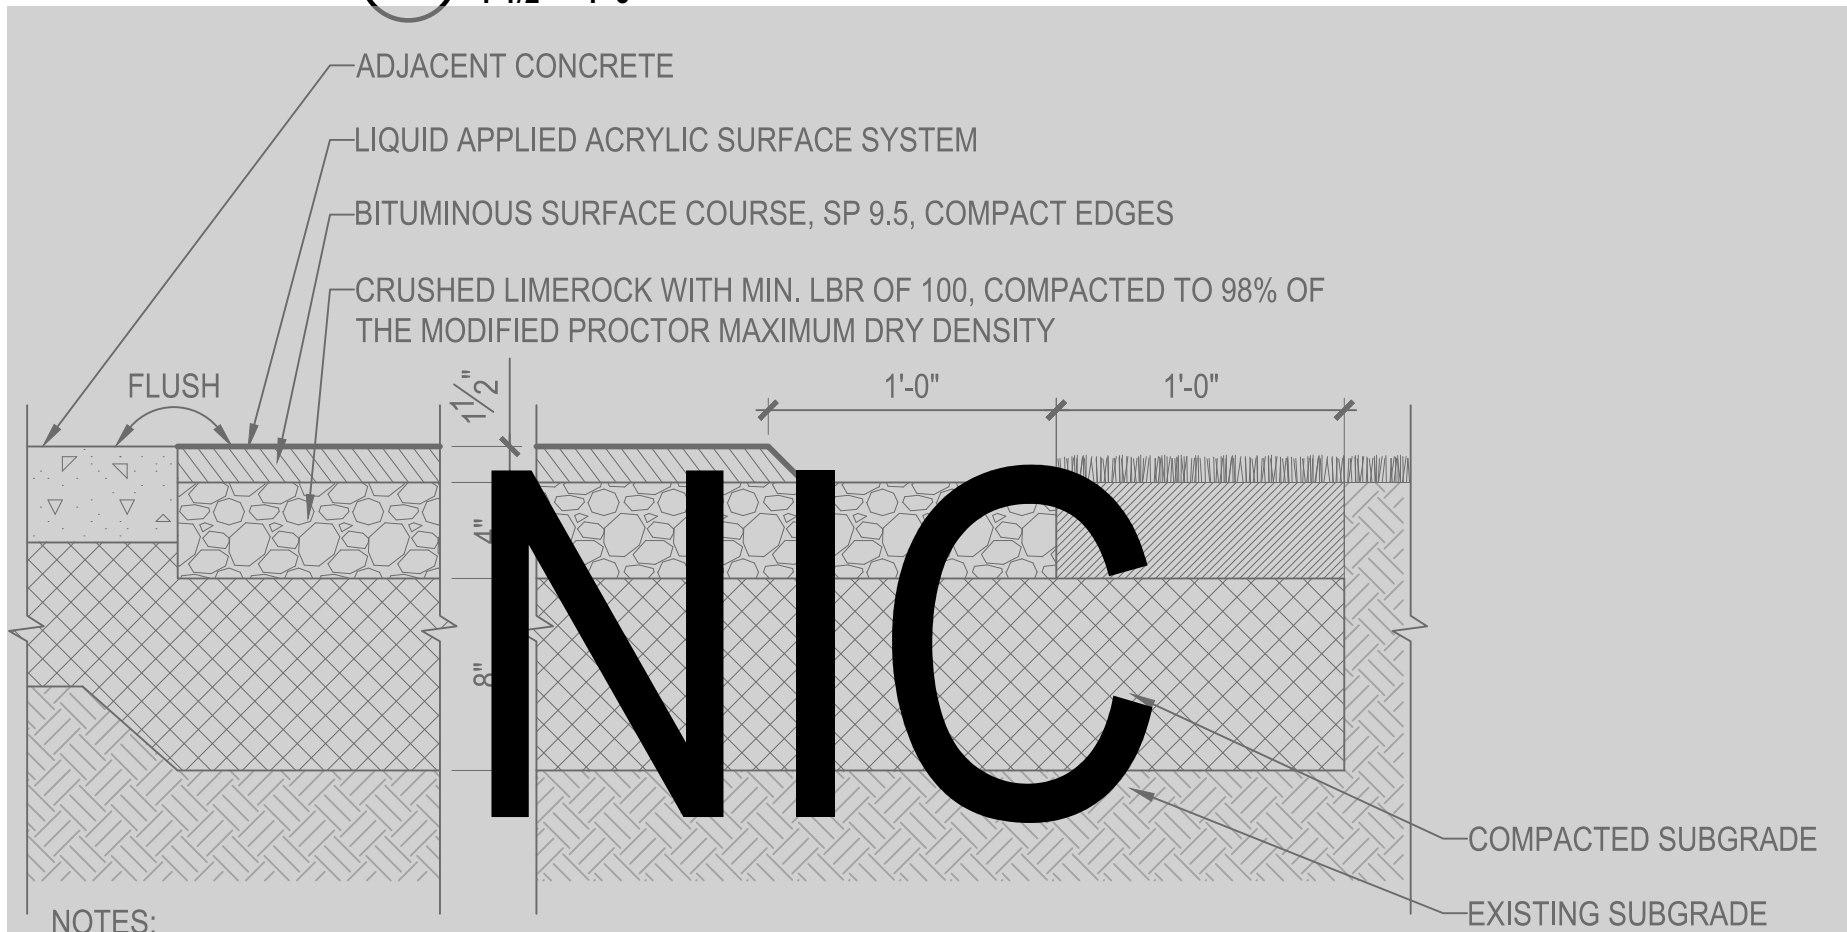 ADJACENT CONCRETE
LIQUID APPLIED ACRYLIC SURFACE SYSTEM
BITUMINOUS SURFACE COURSE, SP 9.5, COMPACT EDGES
CRUSHED LIMEROCK WITH MIN. LBR OF 100, COMPACTED TO 98% OF
THE MODIFIED PROCTOR MAXIMUM DRY DENSITY
FLUSH
1 1/2"
1'-0"
1'-0"
4"
8"
NIC
COMPACTED SUBGRADE
EXISTING SUBGRADE
NOTES: